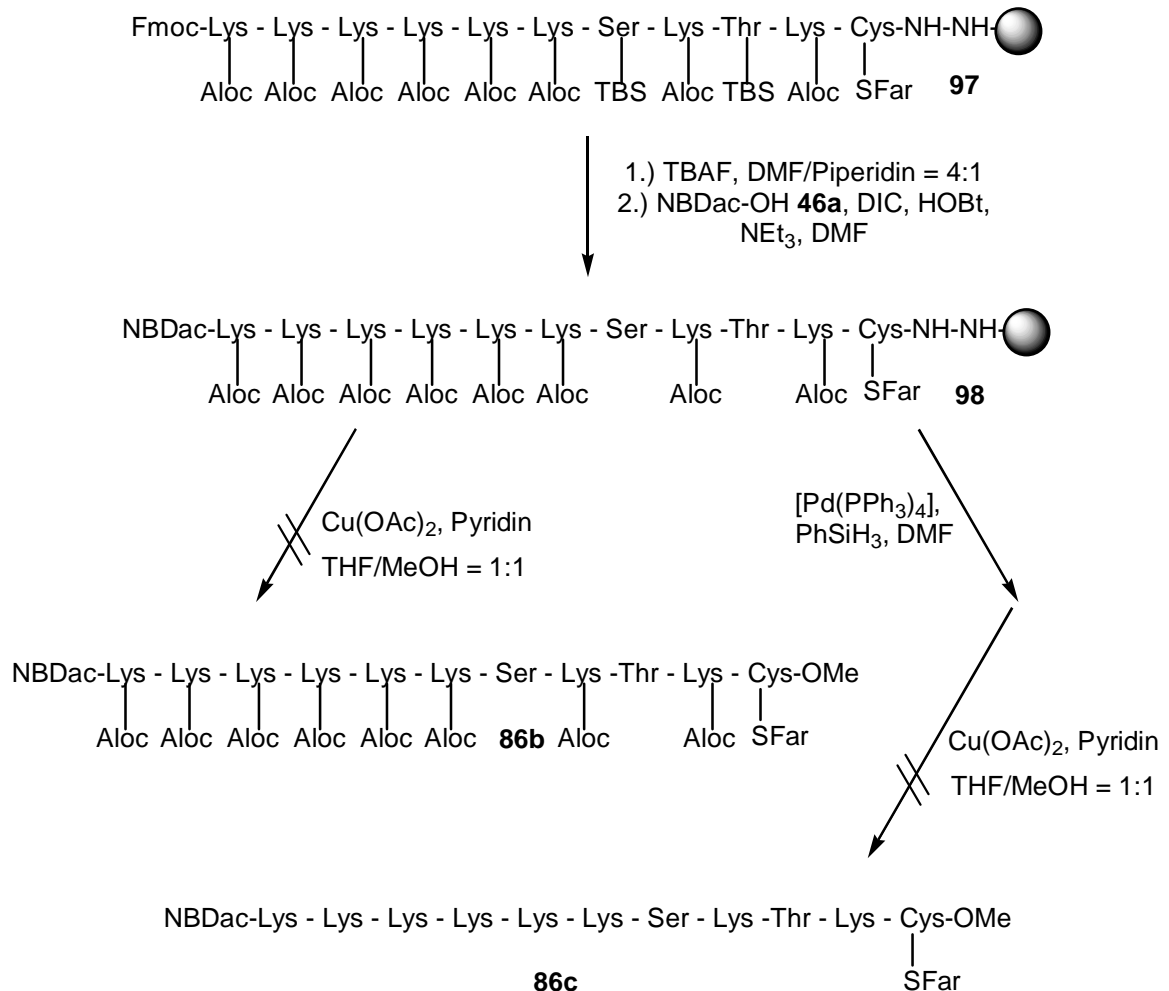 Fmoc-Lys - Lys - Lys - Lys - Lys - Lys - Ser - Lys -Thr - Lys - Cys-NH-NH-
Aloc Aloc Aloc Aloc Aloc Aloc TBS Aloc TBS Aloc SFar 97
1.) TBAF, DMF/Piperidin = 4:1
2.) NBDac-OH 46a, DIC, HOBt,
NEt3, DMF
NBDac-Lys - Lys - Lys - Lys - Lys - Lys - Ser - Lys -Thr - Lys - Cys-NH-NH-
Aloc Aloc Aloc Aloc Aloc Aloc Aloc Aloc SFar 98
Cu(OAc)2, Pyridin
THF/MeOH = 1:1
[Pd(PPh3)4],
PhSiH3, DMF
NBDac-Lys - Lys - Lys - Lys - Lys - Lys - Ser - Lys -Thr - Lys - Cys-OMe
Aloc Aloc Aloc Aloc Aloc Aloc 86b Aloc Aloc SFar
Cu(OAc)2, Pyridin
THF/MeOH = 1:1
NBDac-Lys - Lys - Lys - Lys - Lys - Lys - Ser - Lys -Thr - Lys - Cys-OMe
86c SFar